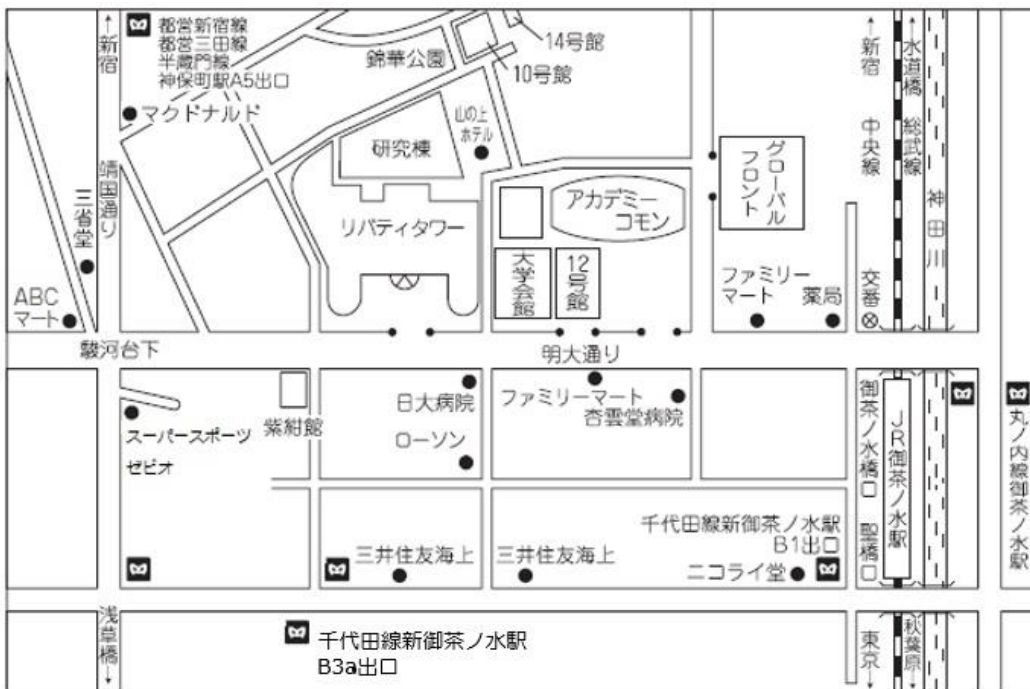 ←新宿
都営新宿線
都営三田線
半蔵門線
神保町駅A5出口
マクドナルド
靖国通り
三省堂
ABC
マート
錦華公園
14号館
10号館
山の上
ホテル
研究棟
リバティタワー
アカデミー
コモン
大学会館
12号館
グローバル
フロント
ファミリー
マート
薬局
←新宿
中央線
←水道橋
総武線
神田川
交番
駿河台下
明大通り
スーパースポーツ
ゼビオ
紫紺館
日大病院
ローソン
ファミリーマート
杏雲堂病院
御茶ノ水橋口
聖橋口
JR御茶ノ水駅
丸ノ内線御茶ノ水駅
千代田線新御茶ノ水駅
B1出口
三井住友海上
三井住友海上
ニコライ堂
浅草橋→
千代田線新御茶ノ水駅
B3a出口
東京→
秋葉原→